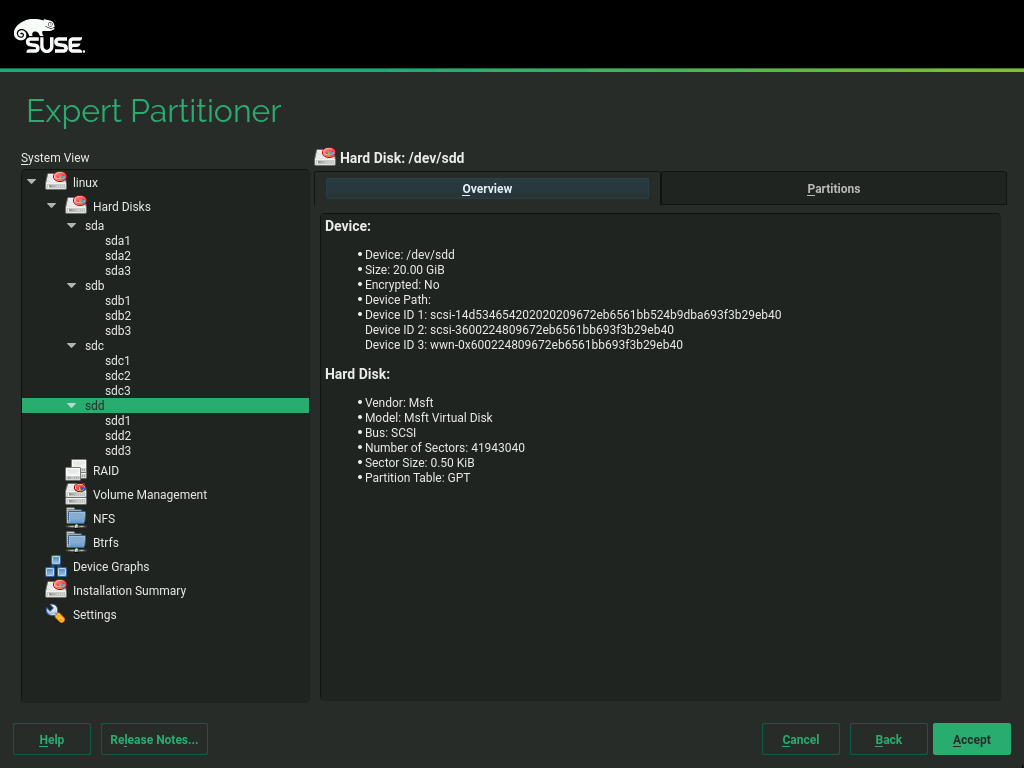 SUSE
Expert Partitioner
System View
linux
Hard Disks
sda
sda1
sda2
sda3
sdb
sdb1
sdb2
sdb3
sdc
sdc1
sdc2
sdc3
sdd
sdd1
sdd2
sdd3
RAID
Volume Management
NFS
Btrfs
Device Graphs
Installation Summary
Settings
Hard Disk: /dev/sdd
Overview
Partitions
Device:
• Device: /dev/sdd
• Size: 20.00 GiB
• Encrypted: No
• Device Path:
• Device ID 1: scsi-14d534654202020209672eb6561bb524b9dba693f3b29eb40
Device ID 2: scsi-3600224809672eb6561bb693f3b29eb40
Device ID 3: wwn-0x600224809672eb6561bb693f3b29eb40
Hard Disk:
• Vendor: Msft
• Model: Msft Virtual Disk
• Bus: SCSI
• Number of Sectors: 41943040
• Sector Size: 0.50 KiB
• Partition Table: GPT
Help
Release Notes...
Cancel
Back
Accept